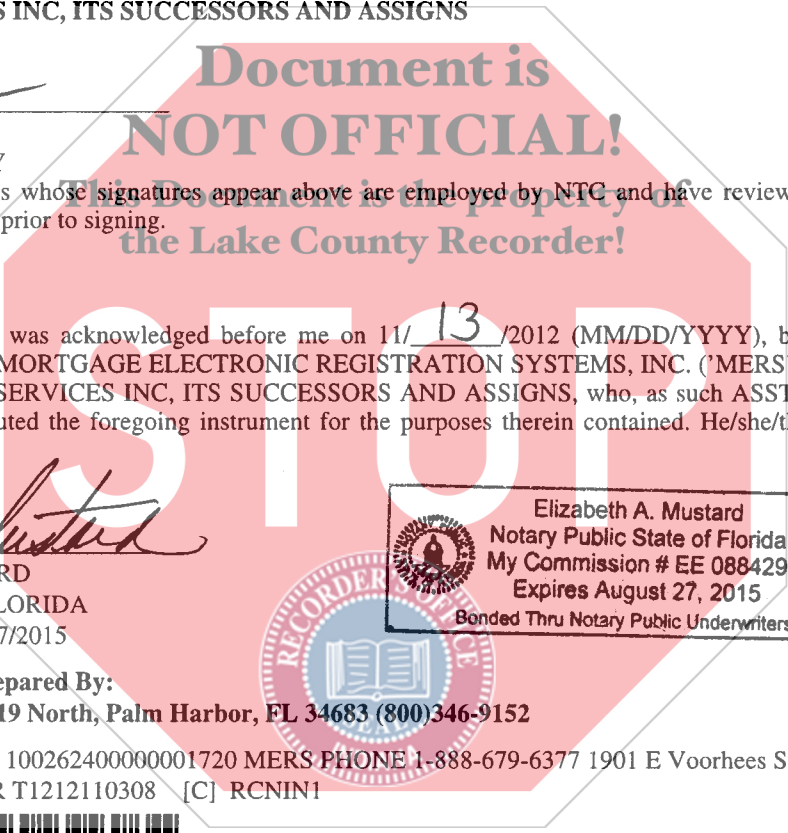 S INC, ITS SUCCESSORS AND ASSIGNS
Document is
NOT OFFICIAL!
Y
s whose signatures appear above are employed by NTC and have review
This Document is the property of
prior to signing.
the Lake County Recorder!
STOP
was acknowledged before me on 11/ 13 /2012 (MM/DD/YYYY), b
MORTGAGE ELECTRONIC REGISTRATION SYSTEMS, INC. ('MERS'
SERVICES INC, ITS SUCCESSORS AND ASSIGNS, who, as such ASST
uted the foregoing instrument for the purposes therein contained. He/she/th
Mustard
Elizabeth A. Mustard
Notary Public State of Florida
My Commission # EE 088429
Expires August 27, 2015
Bonded Thru Notary Public Underwriters
RD
LORIDA
7/2015
RECORDER'S OFFICE
SEAL
INDIANA
epared By:
19 North, Palm Harbor, FL 34683 (800)346-9152
100262400000001720 MERS PHONE 1-888-679-6377 1901 E Voorhees S
R T1212110308 [C] RCNIN1